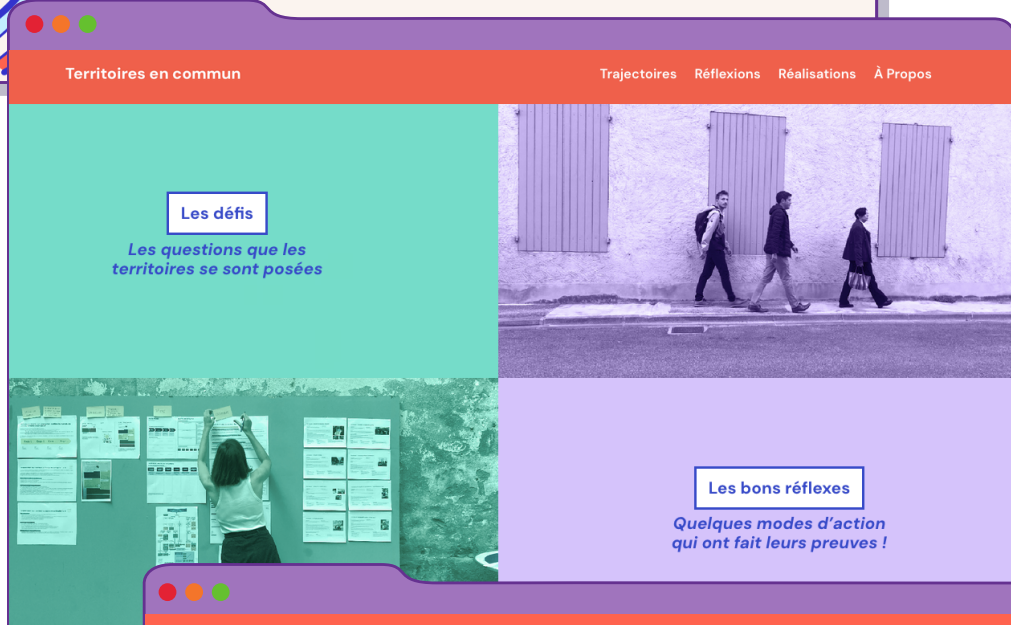 Territoires en commun
Trajectoires Réflexions Réalisations À Propos
Les défis
Les questions que les
territoires se sont posées
Les bons réflexes
Quelques modes d’action
qui ont fait leurs preuves !